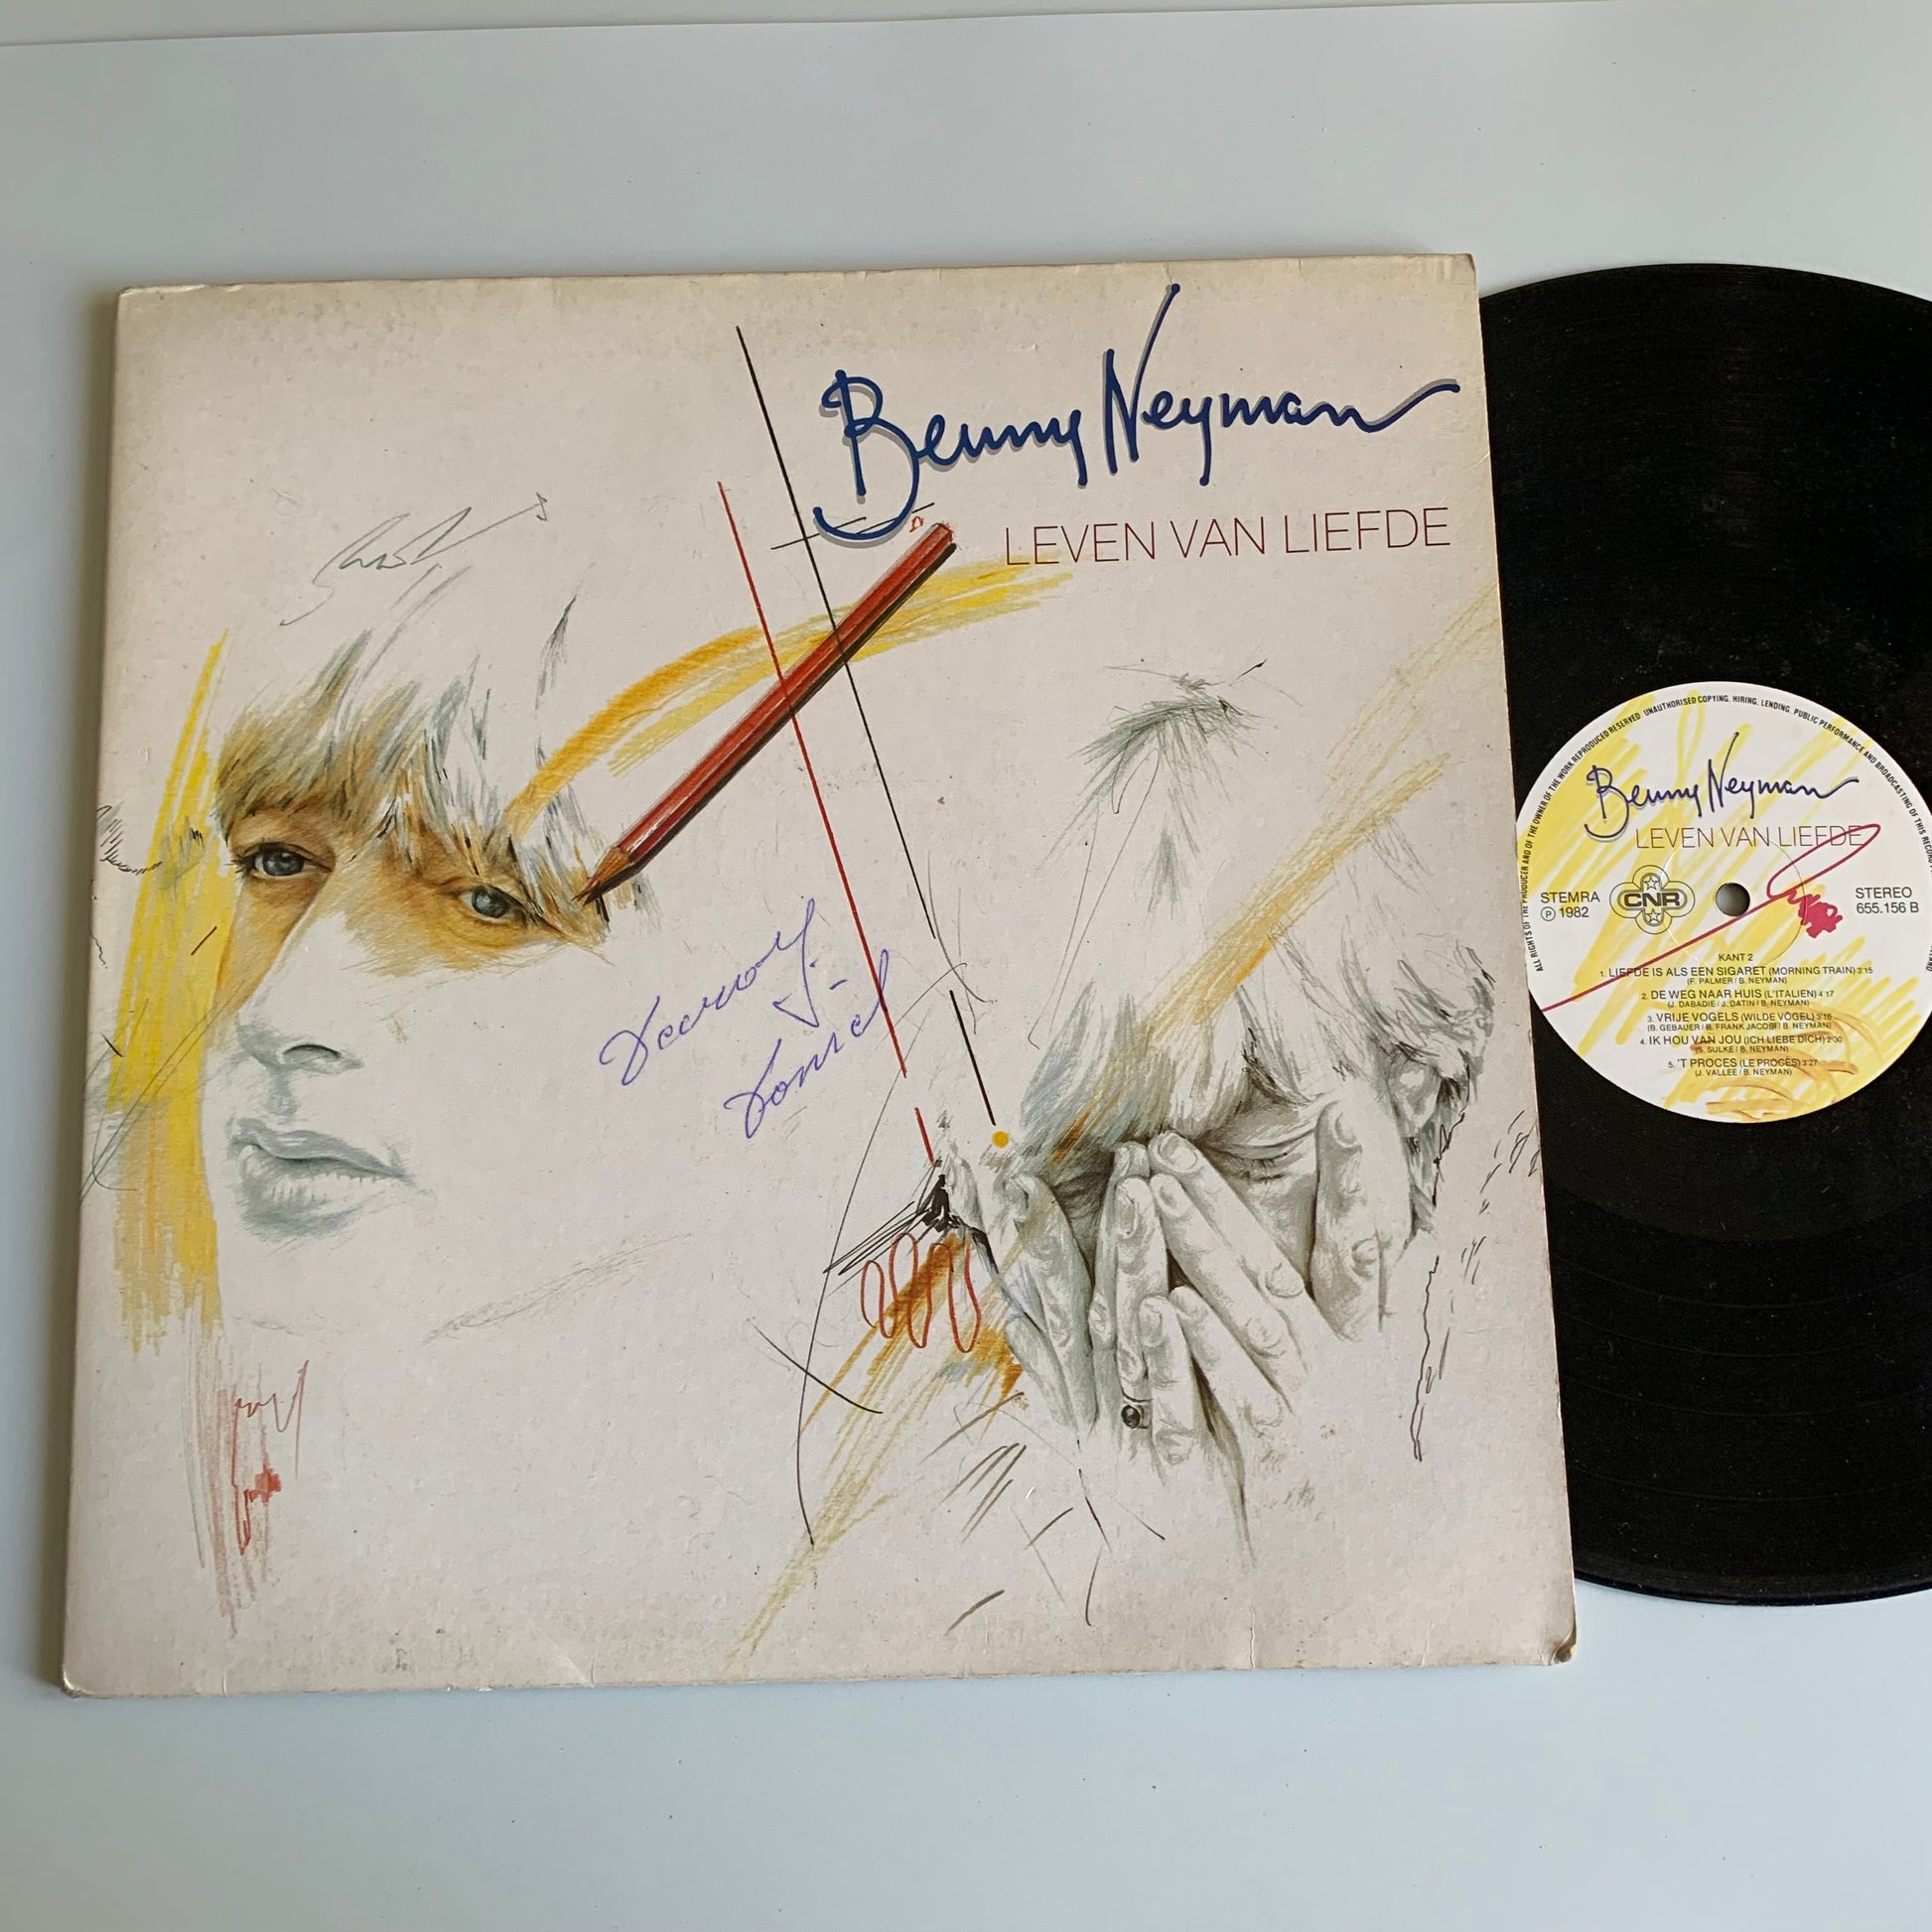 Benny Neyman
LEVEN VAN LIEFDE
ALL RIGHTS OF THE PRODUCER AND OF THE OWNER OF THE WORK REPRODUCED RESERVED. UNAUTHORISED COPYING, HIRING, LENDING, PUBLIC PERFORMANCE AND BROADCASTING OF THIS
Benny Neyman
LEVEN VAN LIEFDE
STEMRA
℗ 1982
CNR
STEREO
655.156 B
KANT 2
1. LIEFDE IS ALS EEN SIGARET (MORNING TRAIN) 3'15
(F. PALMER / B. NEYMAN)
2. DE WEG NAAR HUIS (L'ITALIEN) 4'17
(J. DABADIE / J. DATIN / B. NEYMAN)
3. VRIJE VOGELS (WILDE VÖGEL) 3'16
(B. GEBAUER / R. FRANK JACOBI / B. NEYMAN)
4. IK HOU VAN JOU (ICH LIEBE DICH) 2'30
(S. SULKE / B. NEYMAN)
5. 'T PROCES (LE PROCÈS) 3'27
(J. VALLEE / B. NEYMAN)